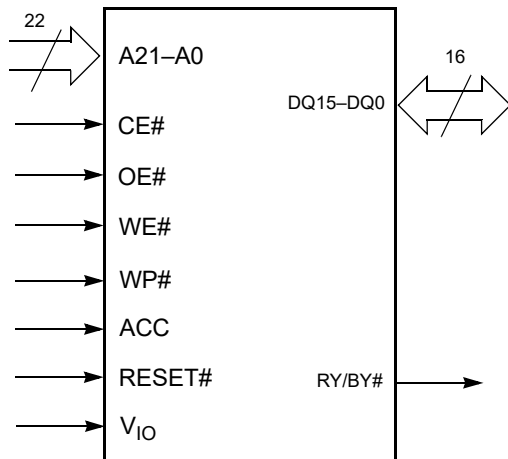 22
A21–A0
16
DQ15–DQ0
CE#
OE#
WE#
WP#
ACC
RESET#
RY/BY#
VIO